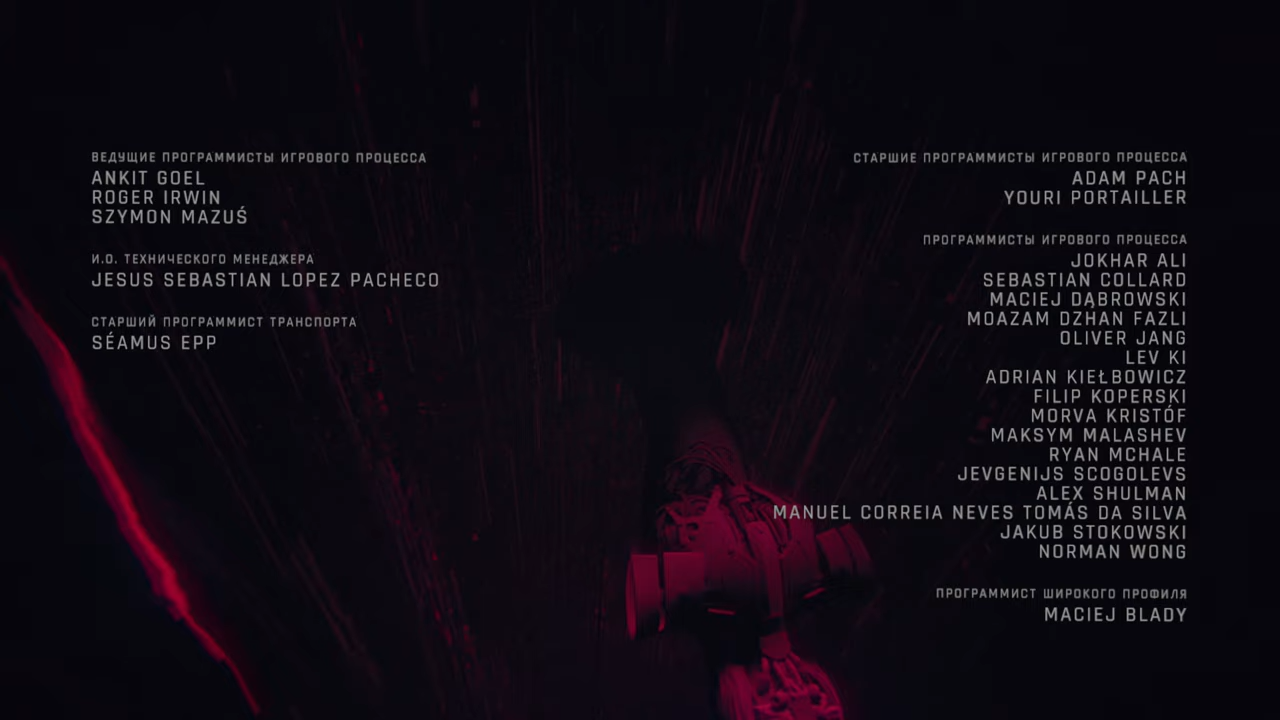 ВЕДУЩИЕ ПРОГРАММИСТЫ ИГРОВОГО ПРОЦЕССА
ANKIT GOEL
ROGER IRWIN
SZYMON MAZUŚ
И.О. ТЕХНИЧЕСКОГО МЕНЕДЖЕРА
JESUS SEBASTIAN LOPEZ PACHECO
СТАРШИЙ ПРОГРАММИСТ ТРАНСПОРТА
SÉAMUS EPP
СТАРШИЕ ПРОГРАММИСТЫ ИГРОВОГО ПРОЦЕССА
ADAM PACH
YOURI PORTAILLER
ПРОГРАММИСТЫ ИГРОВОГО ПРОЦЕССА
JOKHAR ALI
SEBASTIAN COLLARD
MACIEJ DĄBROWSKI
MOAZAM DZHAN FAZLI
OLIVER JANG
LEV KI
ADRIAN KIEŁBOWICZ
FILIP KOPERSKI
MORVA KRISTÓF
MAKSYM MALASHEV
RYAN MCHALE
JEVGENIJS SCOGOLEVS
ALEX SHULMAN
MANUEL CORREIA NEVES TOMÁS DA SILVA
JAKUB STOKOWSKI
NORMAN WONG
ПРОГРАММИСТ ШИРОКОГО ПРОФИЛЯ
MACIEJ BLADY